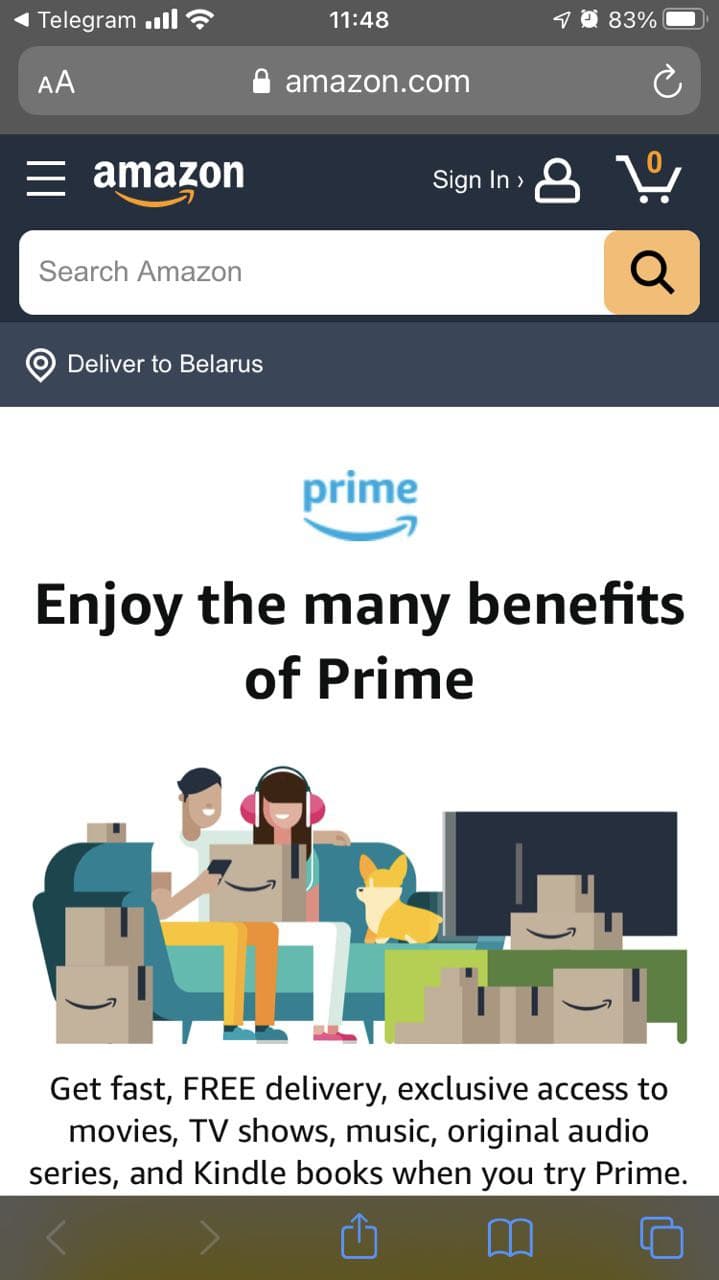 Telegram 11:48 83%
AA amazon.com
amazon Sign In › 0
Search Amazon
Deliver to Belarus
prime
Enjoy the many benefits
of Prime
Get fast, FREE delivery, exclusive access to
movies, TV shows, music, original audio
series, and Kindle books when you try Prime.